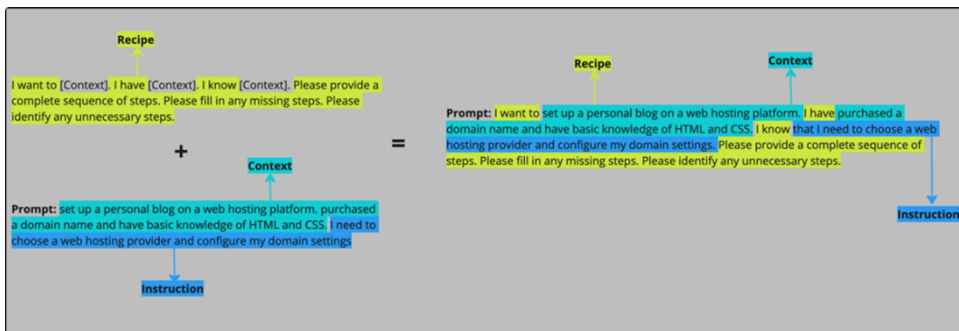 Recipe
I want to [Context]. I have [Context]. I know [Context]. Please provide a
complete sequence of steps. Please fill in any missing steps. Please
identify any unnecessary steps.
+
Context
Prompt: set up a personal blog on a web hosting platform. purchased
a domain name and have basic knowledge of HTML and CSS. I need to
choose a web hosting provider and configure my domain settings
Instruction
=
Recipe
Context
Prompt: I want to set up a personal blog on a web hosting platform. I have purchased a
domain name and have basic knowledge of HTML and CSS. I know that I need to choose a web
hosting provider and configure my domain settings. Please provide a complete sequence of
steps. Please fill in any missing steps. Please identify any unnecessary steps.
Instruction